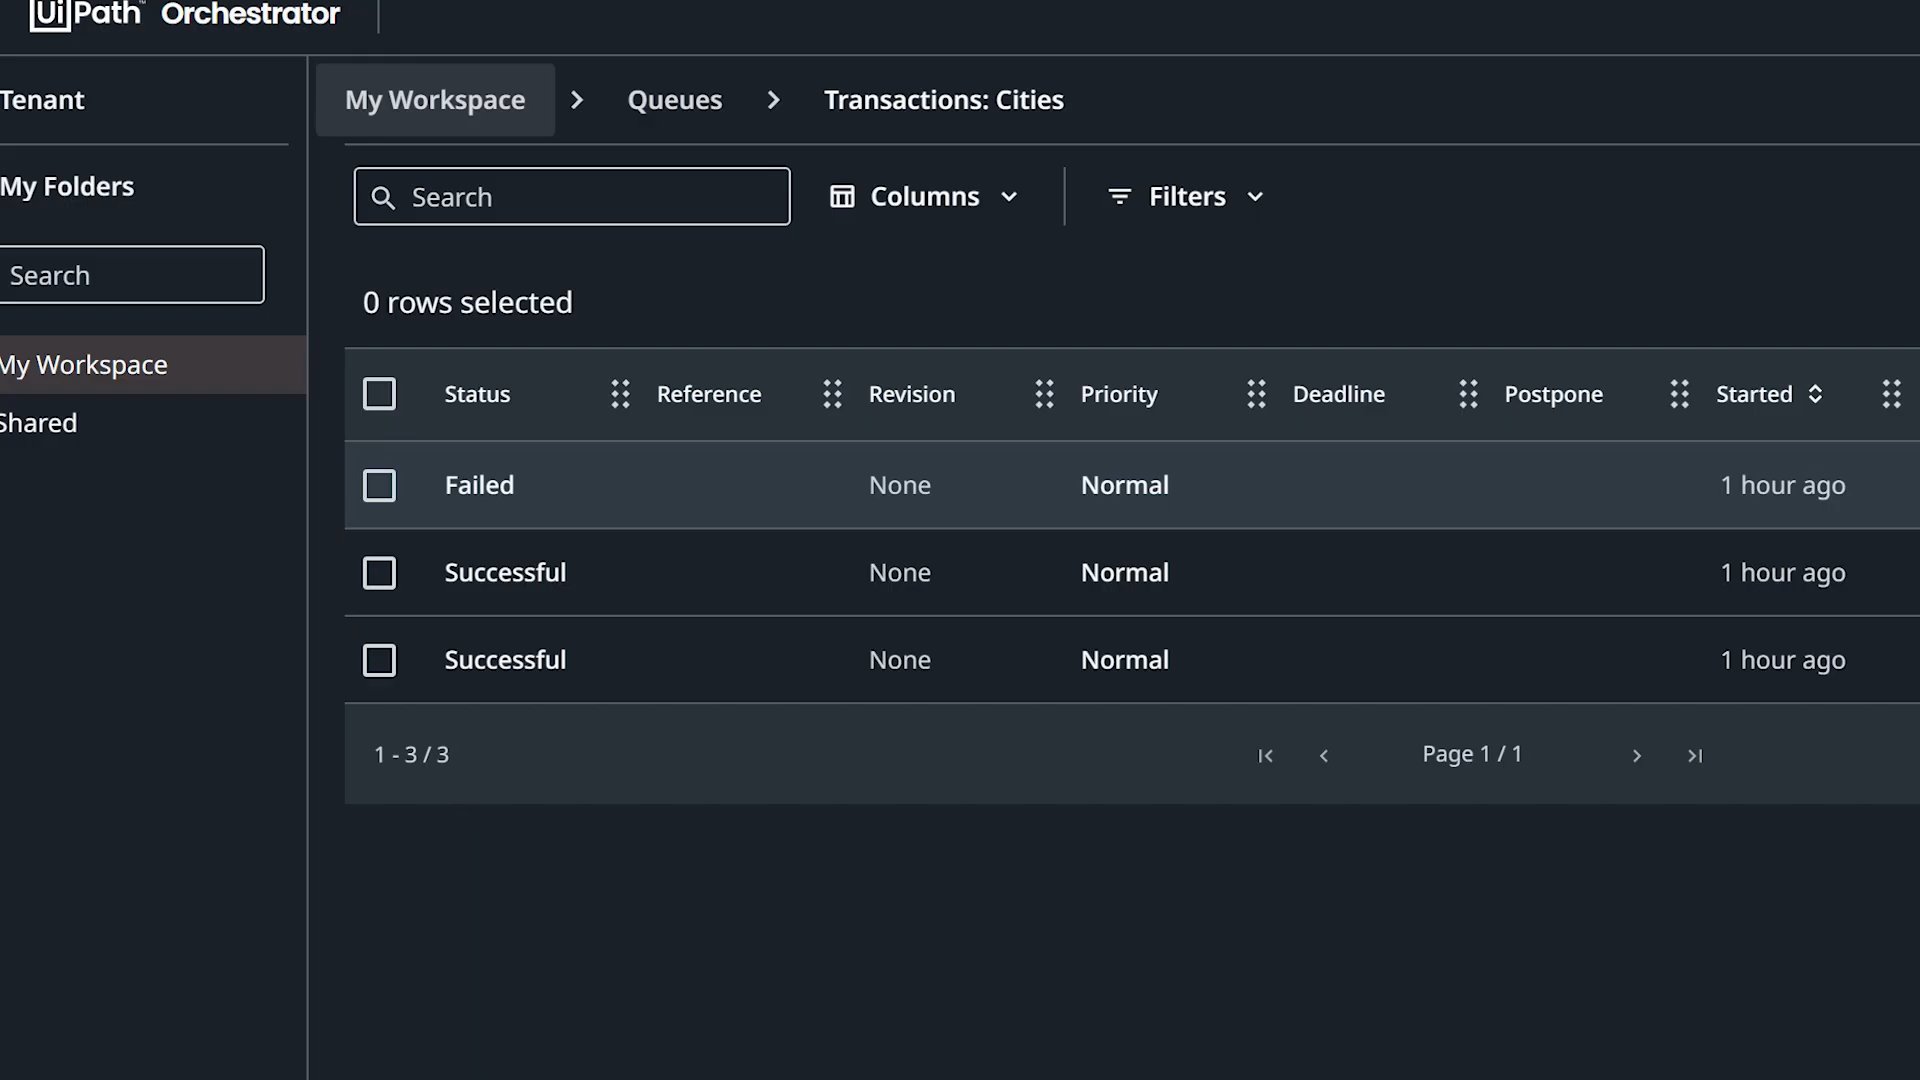 UiPath™ Orchestrator
Tenant
My Folders
Search
My Workspace
Shared
My Workspace > Queues > Transactions: Cities
Search
Columns
Filters
0 rows selected
Status Reference Revision Priority Deadline Postpone Started
Failed None Normal 1 hour ago
Successful None Normal 1 hour ago
Successful None Normal 1 hour ago
1 - 3 / 3
Page 1 / 1